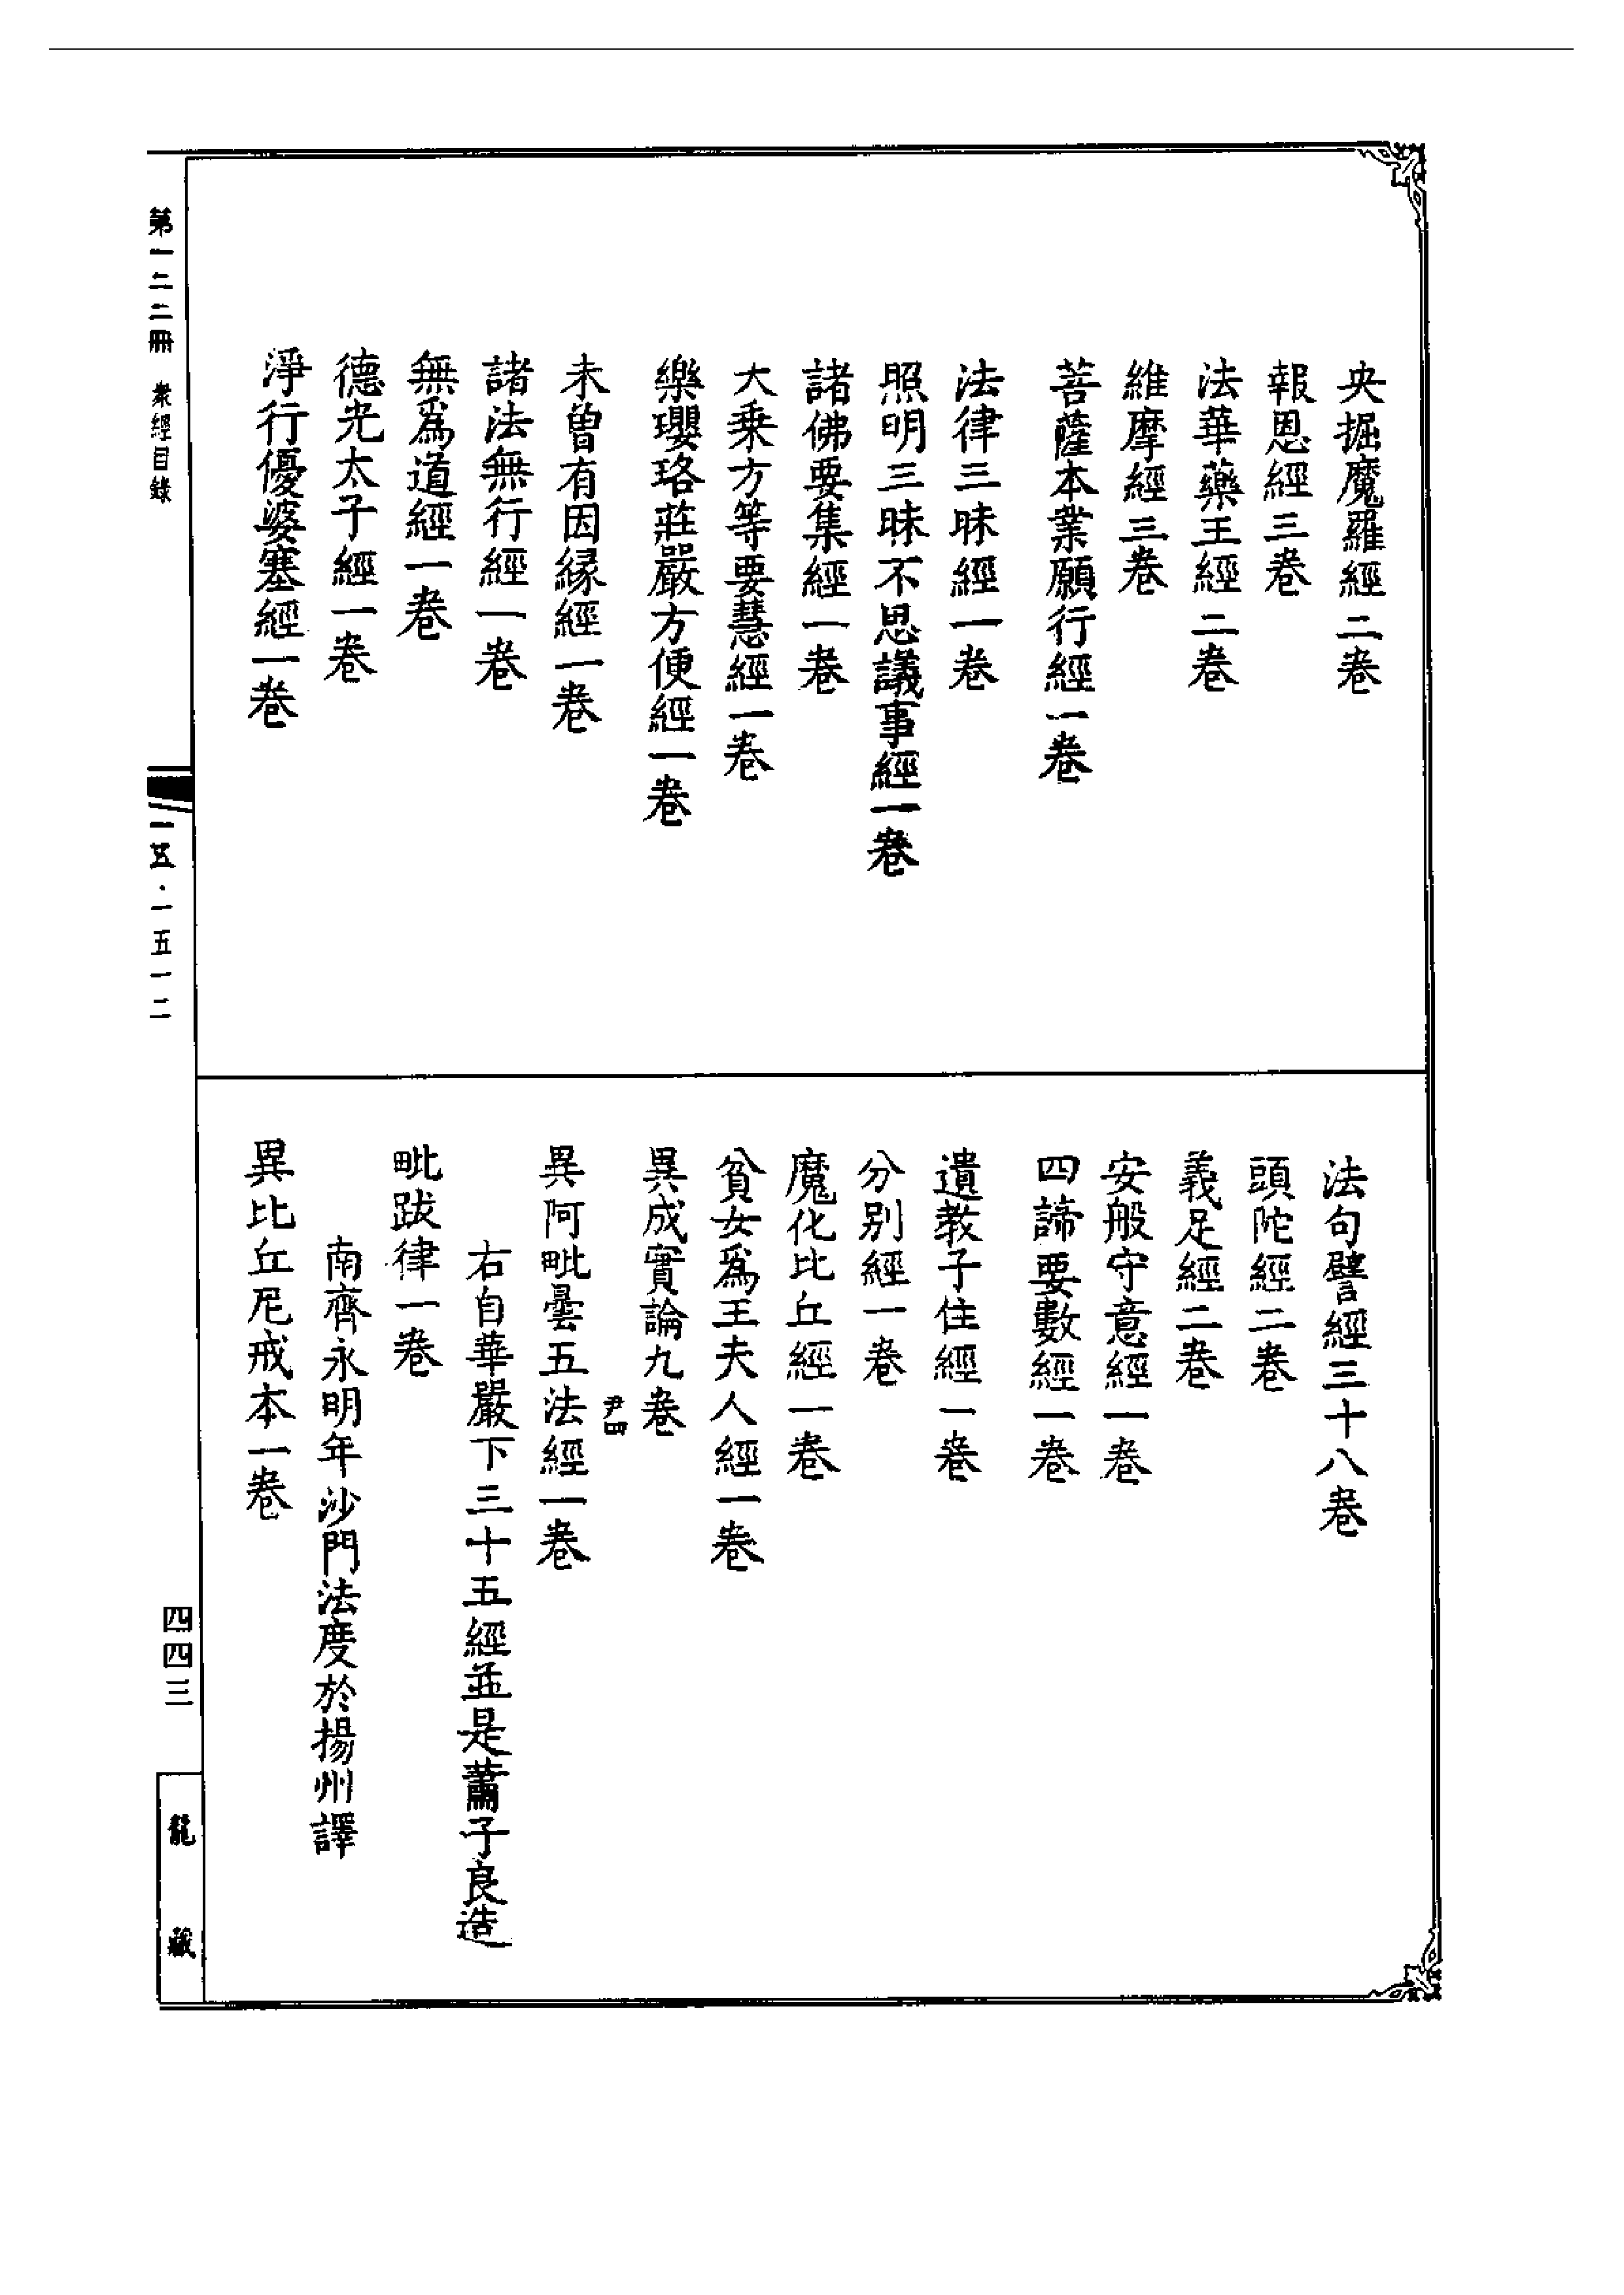 央掘魔羅經二卷
報恩經三卷
法華藥王經二卷
維摩經三卷
菩薩本業願行經一卷
法律三昧經一卷
照明三昧不思議事經一卷
諸佛要集經一卷
大乗方等要慧經一卷
樂瓔珞莊嚴方便經一卷
未曾有因緣經一卷
諸法無行經一卷
無爲道經一卷
德光太子經一卷
淨行優婆塞經一卷
法句譬經三十八卷
頭陀經二卷
義足經二卷
安般守意經一卷
四諦要數經一卷
遺教子住經一卷
分別經一卷
魔化比丘經一卷
貧女爲王夫人經一卷
異成實論九卷
尹四
異阿毗曇五法經一卷
右自華嚴下三十五經並是蕭子良造
毗跋律一卷
南齊永明年沙門法度於揚州譯
異比丘尼戒本一卷
第一二二冊 衆經目錄
一五·一五一二
四四三
龍藏